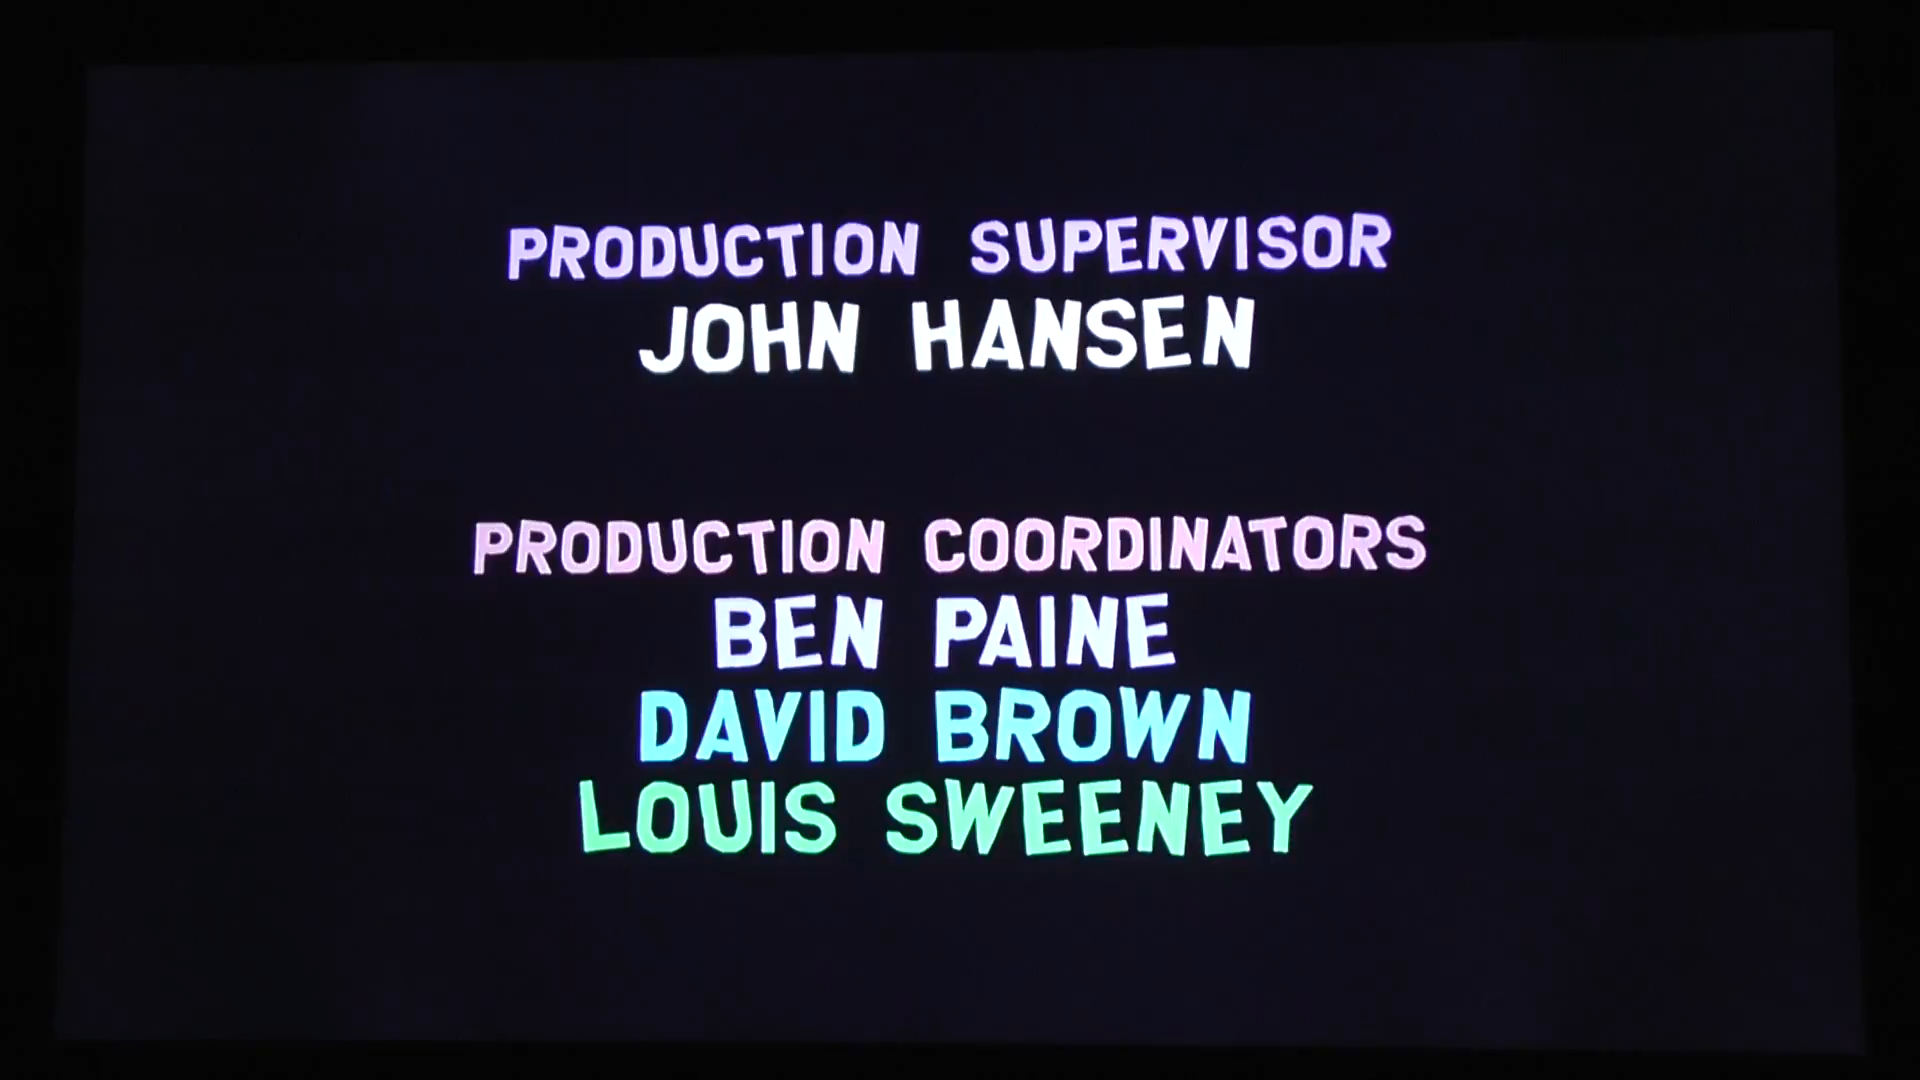 PRODUCTION SUPERVISOR
JOHN HANSEN
PRODUCTION COORDINATORS
BEN PAINE
DAVID BROWN
LOUIS SWEENEY